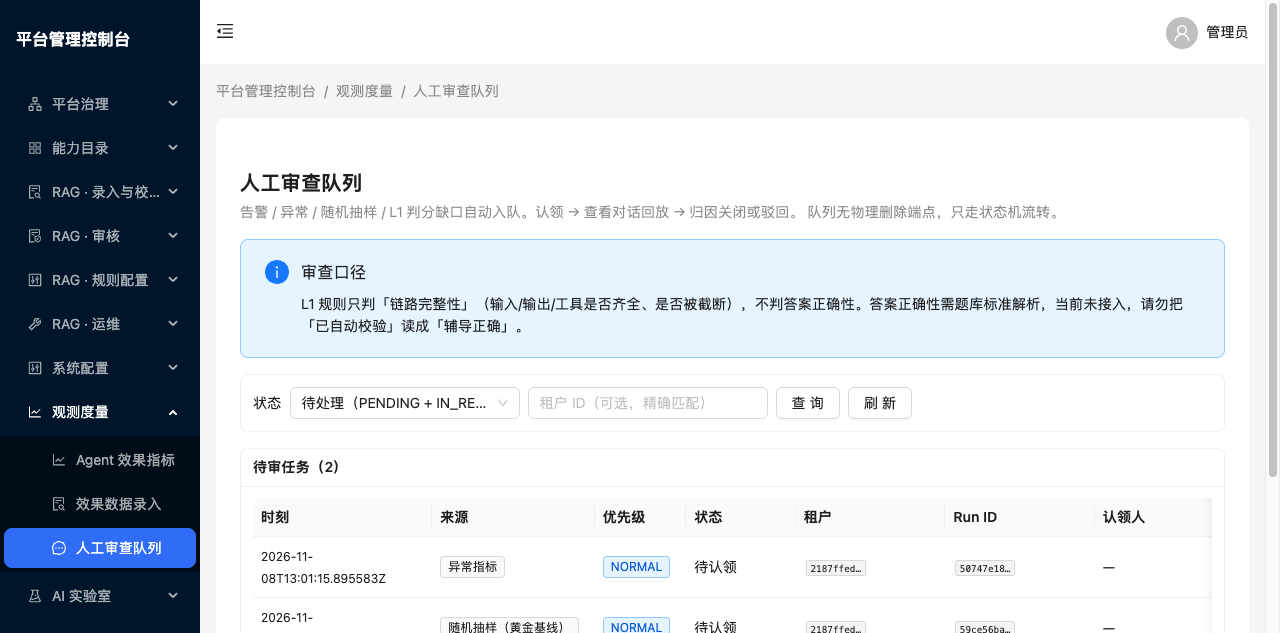 平台管理控制台
管理员
平台治理
能力目录
RAG · 录入与校...
RAG · 审核
RAG · 规则配置
RAG · 运维
系统配置
观测度量
Agent 效果指标
效果数据录入
人工审查队列
AI 实验室
平台管理控制台 / 观测度量 / 人工审查队列
人工审查队列
告警 / 异常 / 随机抽样 / L1 判分缺口自动入队。认领 → 查看对话回放 → 归因关闭或驳回。 队列无物理删除端点，只走状态机流转。
审查口径
L1 规则只判「链路完整性」（输入/输出/工具是否齐全、是否被截断），不判答案正确性。答案正确性需题库标准解析，当前未接入，请勿把
「已自动校验」读成「辅导正确」。
状态 待处理（PENDING + IN_RE... 租户 ID（可选，精确匹配） 查 询 刷 新
待审任务（2）
时刻 来源 优先级 状态 租户 Run ID 认领人
2026-11-
08T13:01:15.895583Z 异常指标 NORMAL 待认领 2187ffed… 50747e18… —
2026-11-
随机抽样（黄金基线） NORMAL 待认领 2187ffed… 59ce56ba… —